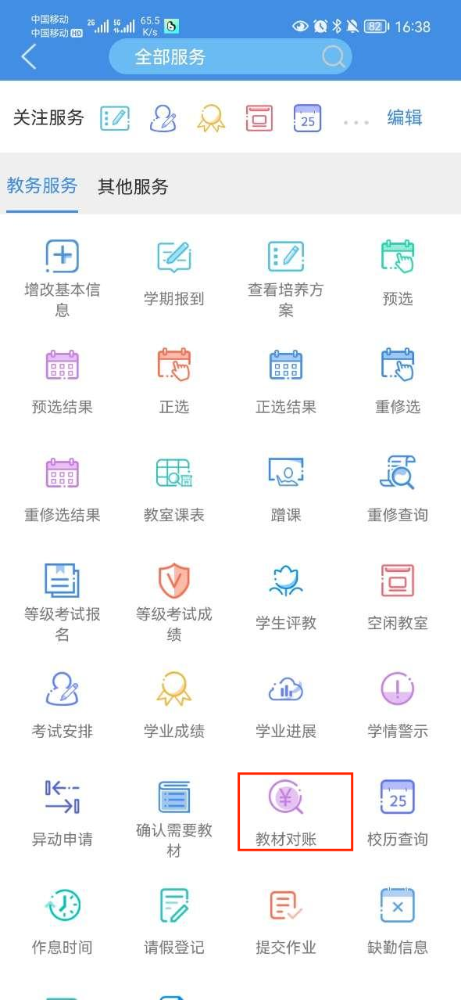 中国移动
中国移动 HD
2G
5G
65.5
K/s
82
16:38
全部服务
关注服务
25
...
编辑
教务服务
其他服务
增改基本信
息
学期报到
查看培养方
案
预选
预选结果
正选
正选结果
重修选
重修选结果
教室课表
蹭课
重修查询
等级考试报
名
等级考试成
绩
学生评教
空闲教室
考试安排
学业成绩
学业进展
学情警示
异动申请
确认需要教
材
¥
教材对账
25
校历查询
作息时间
请假登记
提交作业
缺勤信息